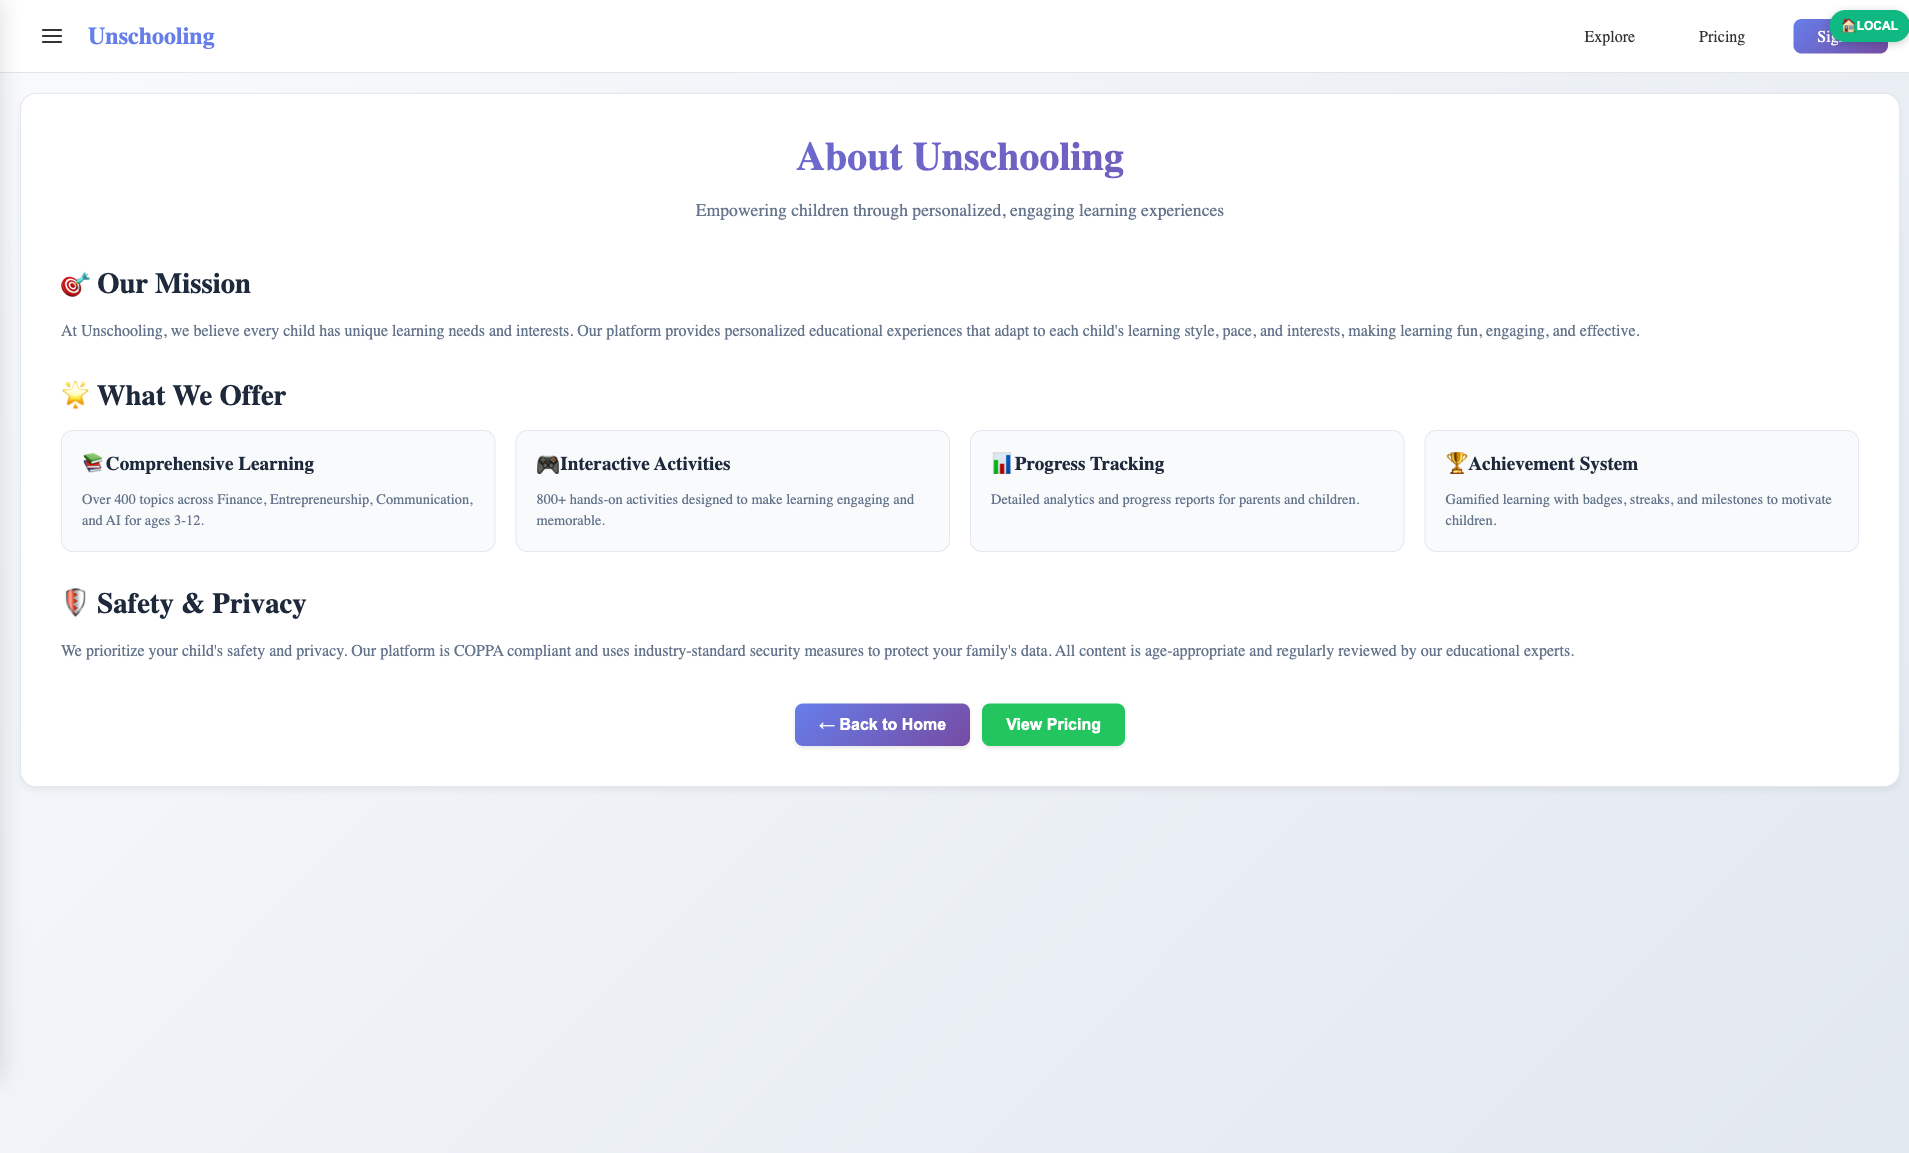 Unschooling
Explore
Pricing
LOCAL
About Unschooling
Empowering children through personalized, engaging learning experiences
Our Mission
At Unschooling, we believe every child has unique learning needs and interests. Our platform provides personalized educational experiences that adapt to each child's learning style, pace, and interests, making learning fun, engaging, and effective.
What We Offer
Comprehensive Learning
Over 400 topics across Finance, Entrepreneurship, Communication,
and AI for ages 3-12.
Interactive Activities
800+ hands-on activities designed to make learning engaging and
memorable.
Progress Tracking
Detailed analytics and progress reports for parents and children.
Achievement System
Gamified learning with badges, streaks, and milestones to motivate
children.
Safety & Privacy
We prioritize your child's safety and privacy. Our platform is COPPA compliant and uses industry-standard security measures to protect your family's data. All content is age-appropriate and regularly reviewed by our educational experts.
← Back to Home
View Pricing